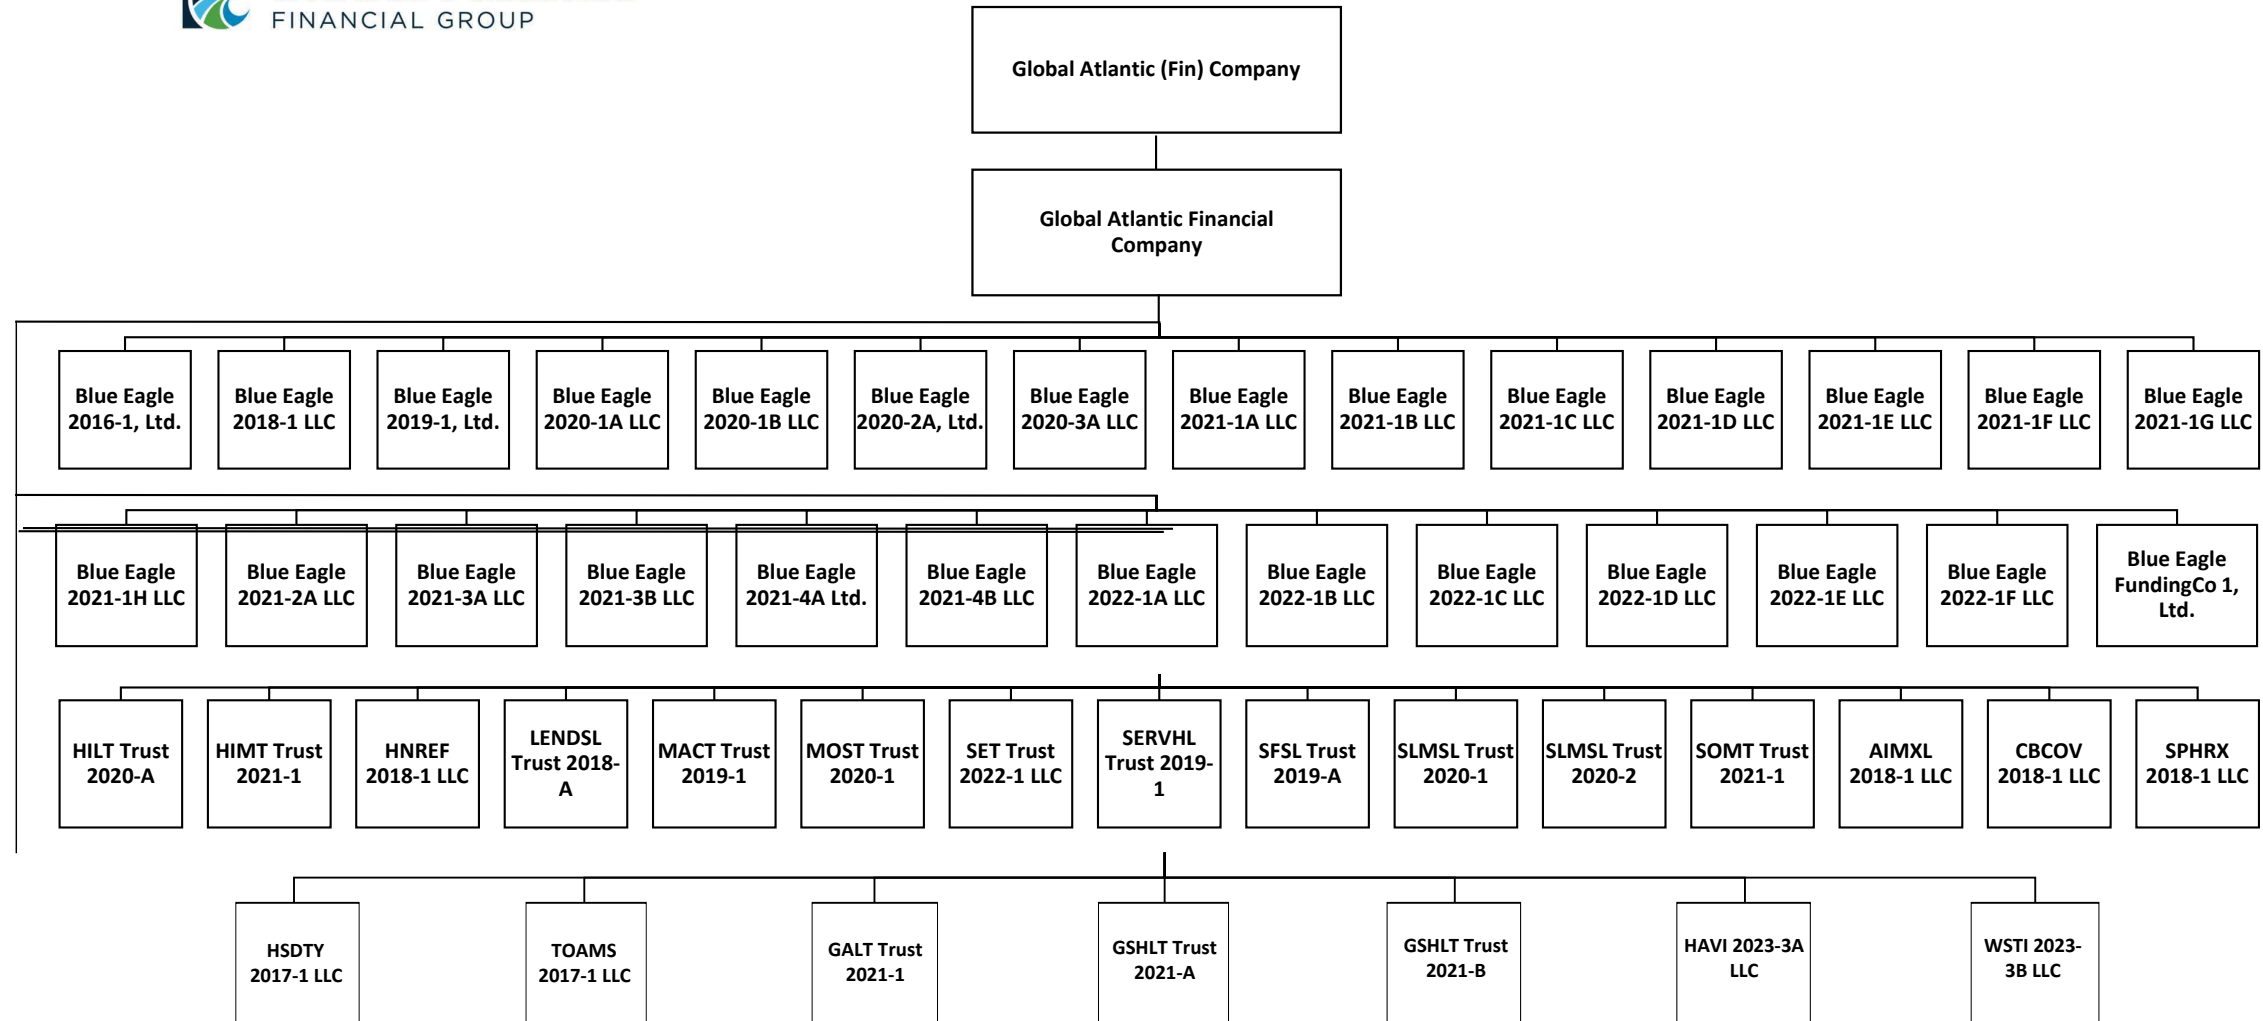 FINANCIAL GROUP
Global Atlantic (Fin) Company
Global Atlantic Financial
Company
Blue Eagle
2016-1, Ltd.
Blue Eagle
2018-1 LLC
Blue Eagle
2019-1, Ltd.
Blue Eagle
2020-1A LLC
Blue Eagle
2020-1B LLC
Blue Eagle
2020-2A, Ltd.
Blue Eagle
2020-3A LLC
Blue Eagle
2021-1A LLC
Blue Eagle
2021-1B LLC
Blue Eagle
2021-1C LLC
Blue Eagle
2021-1D LLC
Blue Eagle
2021-1E LLC
Blue Eagle
2021-1F LLC
Blue Eagle
2021-1G LLC
Blue Eagle
2021-1H LLC
Blue Eagle
2021-2A LLC
Blue Eagle
2021-3A LLC
Blue Eagle
2021-3B LLC
Blue Eagle
2021-4A Ltd.
Blue Eagle
2021-4B LLC
Blue Eagle
2022-1A LLC
Blue Eagle
2022-1B LLC
Blue Eagle
2022-1C LLC
Blue Eagle
2022-1D LLC
Blue Eagle
2022-1E LLC
Blue Eagle
2022-1F LLC
Blue Eagle
FundingCo 1,
Ltd.
HILT Trust
2020-A
HIMT Trust
2021-1
HNREF
2018-1 LLC
LENDSL
Trust 2018-
A
MACT Trust
2019-1
MOST Trust
2020-1
SET Trust
2022-1 LLC
SERVHL
Trust 2019-
1
SFSL Trust
2019-A
SLMSL Trust
2020-1
SLMSL Trust
2020-2
SOMT Trust
2021-1
AIMXL
2018-1 LLC
CBCOV
2018-1 LLC
SPHRX
2018-1 LLC
HSDTY
2017-1 LLC
TOAMS
2017-1 LLC
GALT Trust
2021-1
GSHLT Trust
2021-A
GSHLT Trust
2021-B
HAVI 2023-3A
LLC
WSTI 2023-
3B LLC